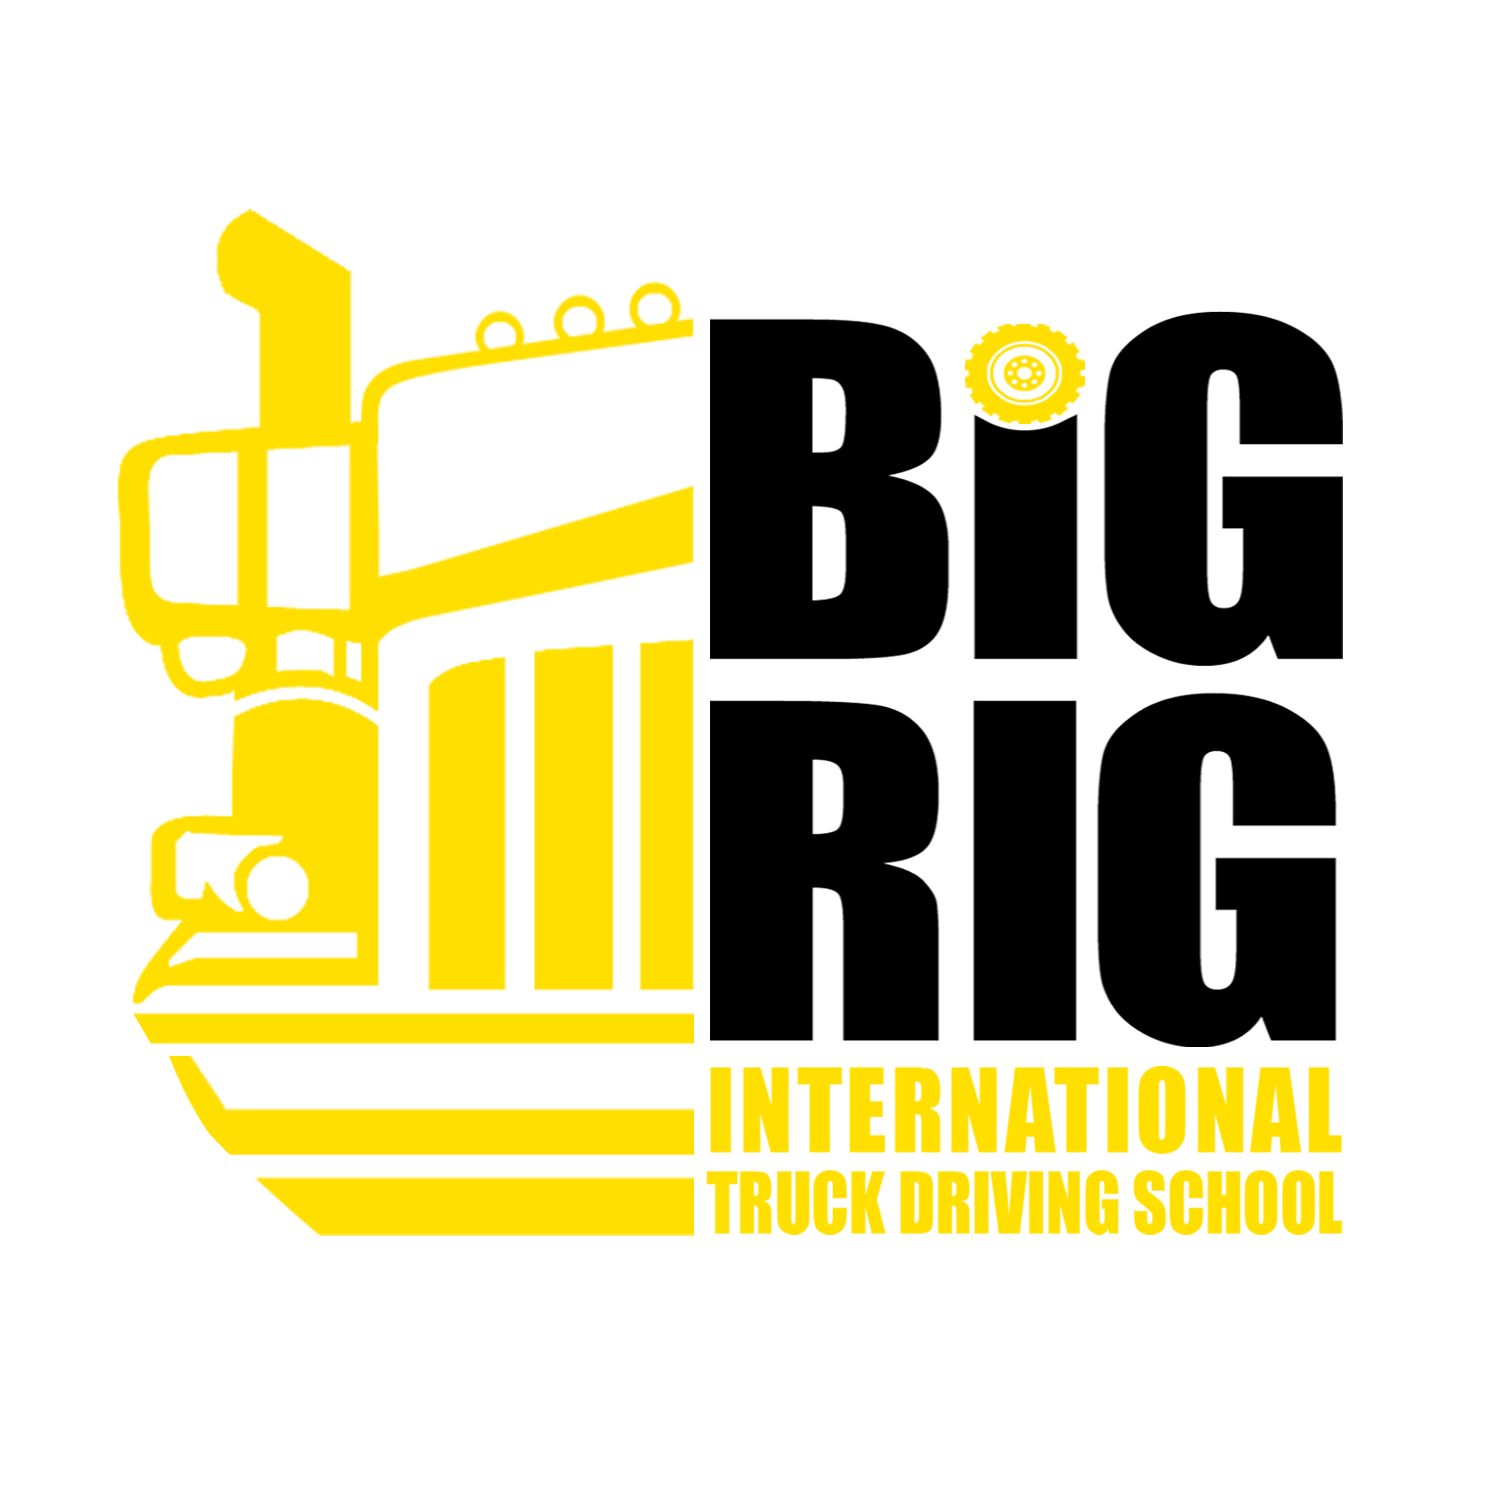 BiG
RIG
INTERNATIONAL
TRUCK DRIVING SCHOOL